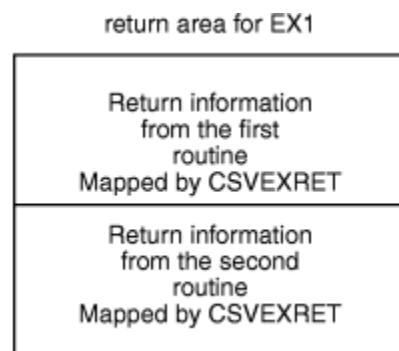 return area for EX1
Return information
from the first
routine
Mapped by CSVEXRET
Return information
from the second
routine
Mapped by CSVEXRET